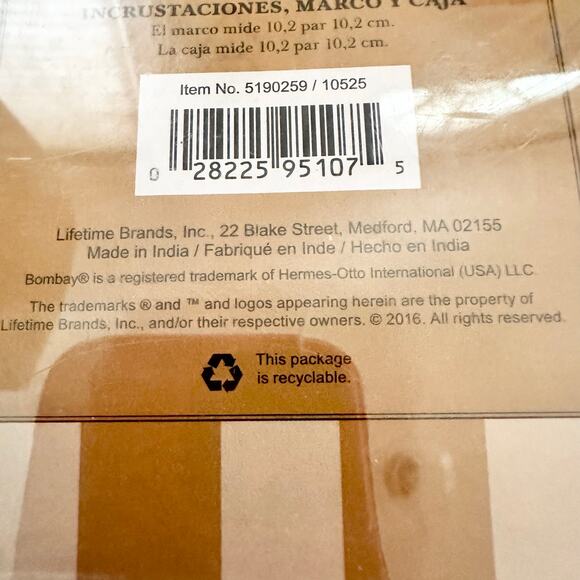 INCRUSTACIONES, MARCO Y CAJA
El marco mide 10,2 par 10,2 cm.
La caja mide 10,2 par 10,2 cm.
Item No. 5190259 / 10525
0 28225 95107 5
Lifetime Brands, Inc., 22 Blake Street, Medford, MA 02155
Made in India / Fabriqué en Inde / Hecho en India
Bombay® is a registered trademark of Hermes-Otto International (USA) LLC
The trademarks ® and ™ and logos appearing herein are the property of
Lifetime Brands, Inc., and/or their respective owners. © 2016. All rights reserved.
This package
is recyclable.